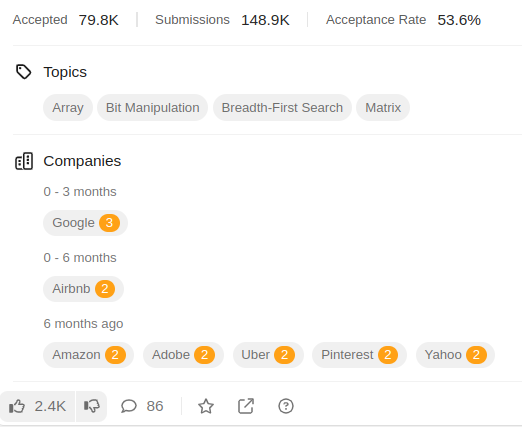 Accepted 79.8K Submissions 148.9K Acceptance Rate 53.6%
Topics
Array Bit Manipulation Breadth-First Search Matrix
Companies
0 - 3 months
Google 3
0 - 6 months
Airbnb 2
6 months ago
Amazon 2 Adobe 2 Uber 2 Pinterest 2 Yahoo 2
2.4K 86